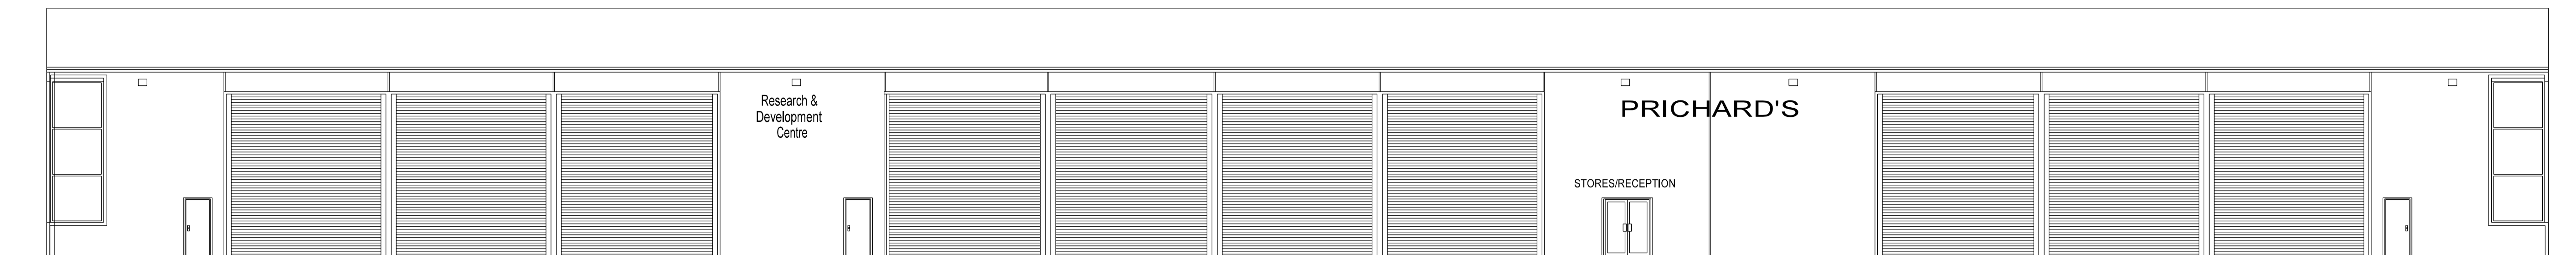 Research &
Development
Centre
PRICHARD'S
STORES/RECEPTION